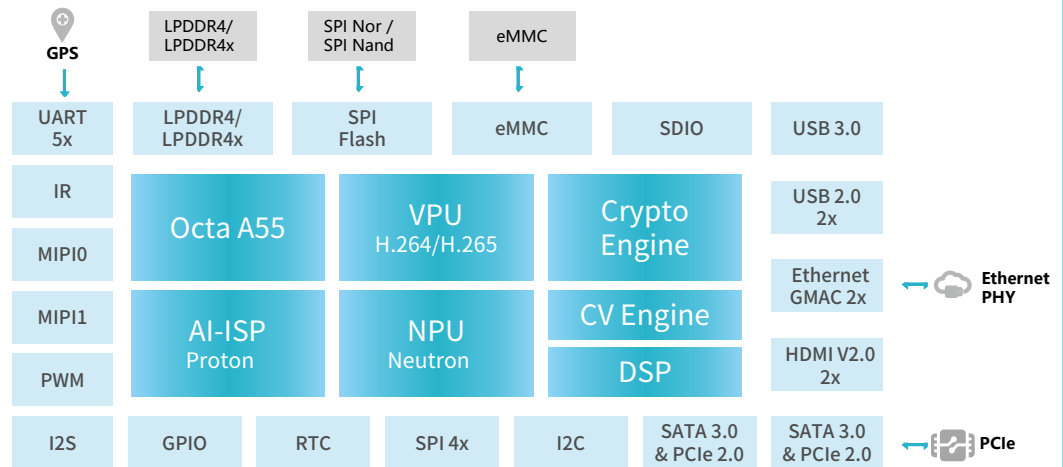 GPS
LPDDR4/
LPDDR4x
SPI Nor /
SPI Nand
eMMC
UART
5x
LPDDR4/
LPDDR4x
SPI
Flash
eMMC
SDIO
USB 3.0
IR
MIPI0
MIPI1
PWM
Octa A55
VPU
H.264/H.265
Crypto
Engine
AI-ISP
Proton
NPU
Neutron
CV Engine
DSP
USB 2.0
2x
Ethernet
GMAC 2x
Ethernet
PHY
HDMI V2.0
2x
I2S
GPIO
RTC
SPI 4x
I2C
SATA 3.0
& PCIe 2.0
SATA 3.0
& PCIe 2.0
PCIe